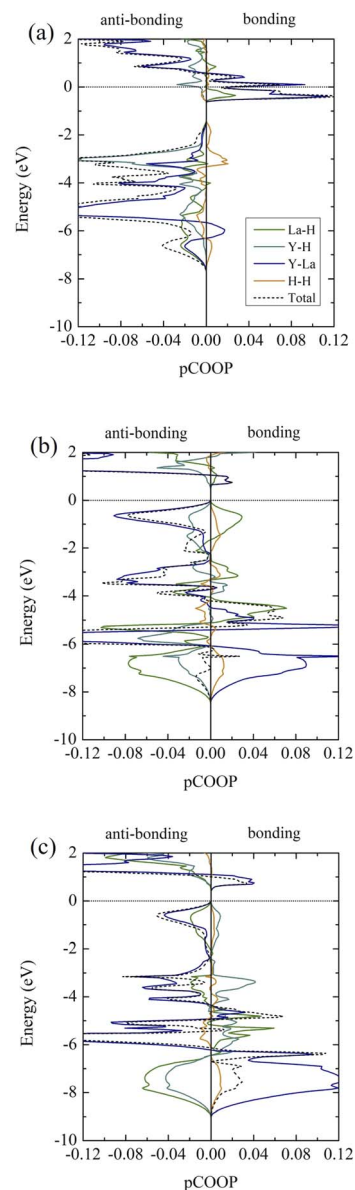 (a)
anti-bonding bonding
2
0
-2
-4
-6
-8
-10
Energy (eV)
La-H
Y-H
Y-La
H-H
Total
-0.12 -0.08 -0.04 0.00 0.04 0.08 0.12
pCOOP
(b)
anti-bonding bonding
2
0
-2
-4
-6
-8
-10
Energy (eV)
-0.12 -0.08 -0.04 0.00 0.04 0.08 0.12
pCOOP
(c)
anti-bonding bonding
2
0
-2
-4
-6
-8
-10
Energy (eV)
-0.12 -0.08 -0.04 0.00 0.04 0.08 0.12
pCOOP